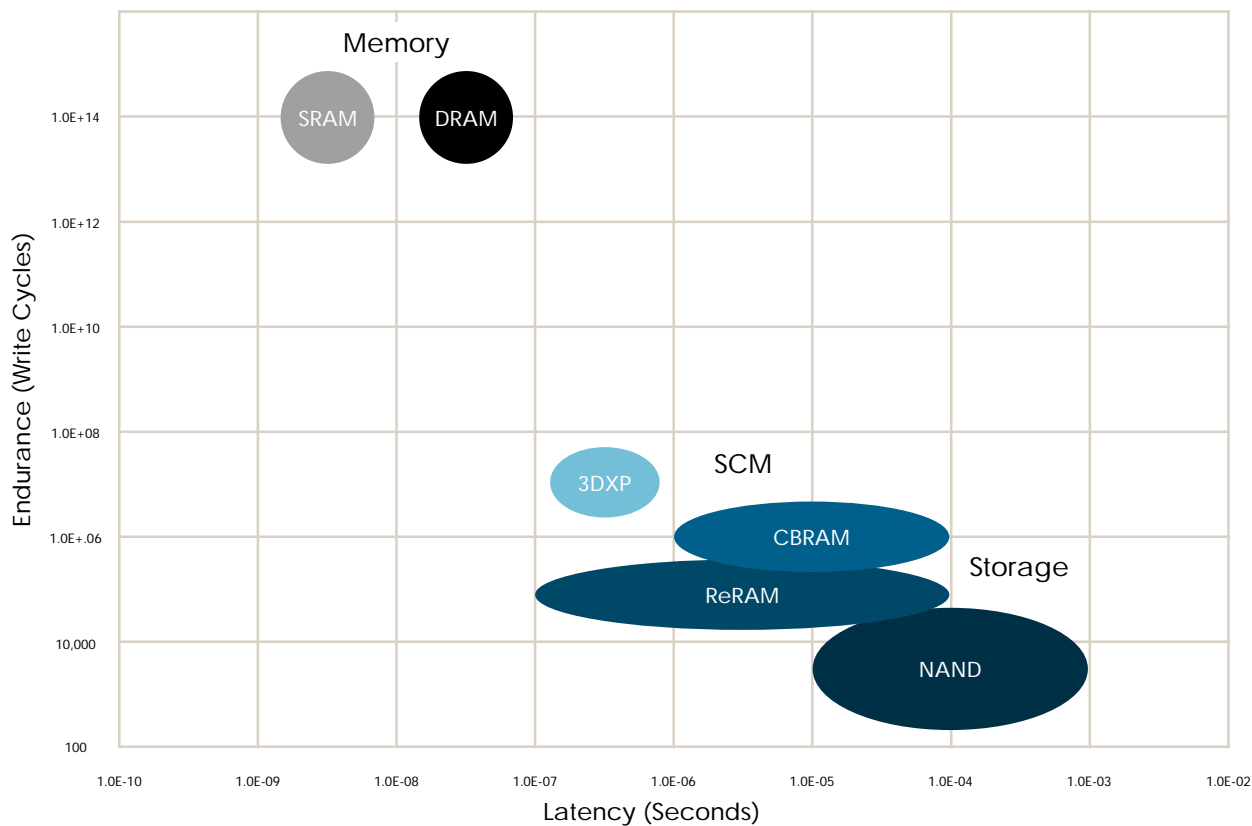 Memory
SRAM
DRAM
1.0E+14
1.0E+12
1.0E+10
1.0E+08
SCM
3DXP
1.0E+.06
CBRAM
Storage
ReRAM
10,000
NAND
100
Endurance (Write Cycles)
1.0E-10
1.0E-09
1.0E-08
1.0E-07
1.0E-06
1.0E-05
1.0E-04
1.0E-03
1.0E-02
Latency (Seconds)